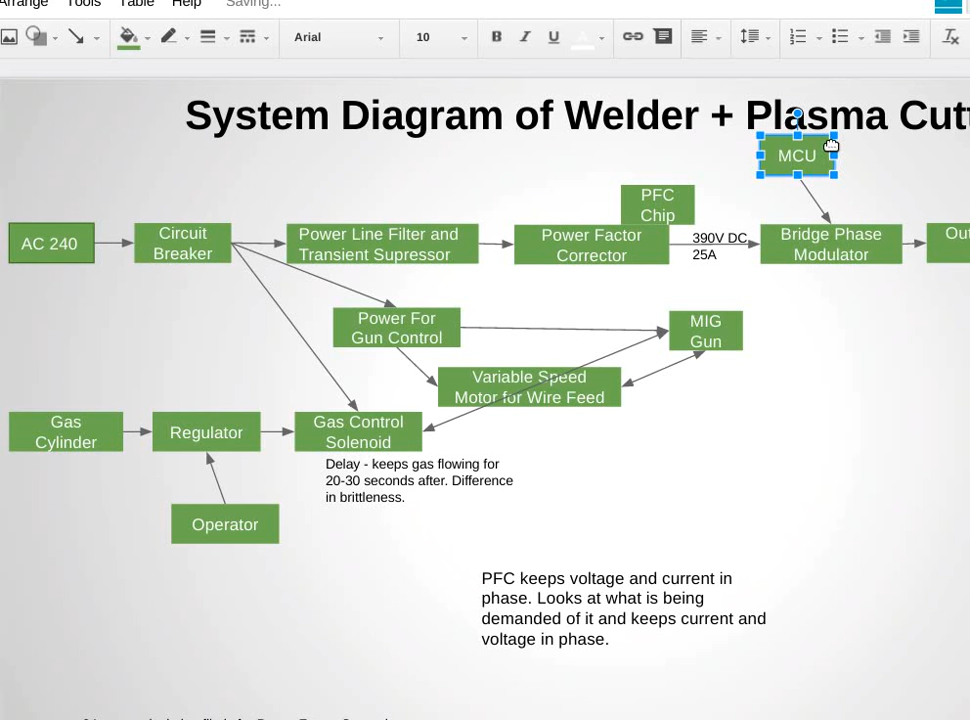 Arrange Tools Table Help Saving...
Arial 10 B I U
System Diagram of Welder + Plasma
MCU
PFC
Chip
AC 240
Circuit
Breaker
Power Line Filter and
Transient Supressor
Power Factor
Corrector
390V DC
25A
Bridge Phase
Modulator
Power For
Gun Control
MIG
Gun
Variable Speed
Motor for Wire Feed
Gas
Cylinder
Regulator
Gas Control
Solenoid
Delay - keeps gas flowing for
20-30 seconds after. Difference
in brittleness.
Operator
PFC keeps voltage and current in
phase. Looks at what is being
demanded of it and keeps current and
voltage in phase.